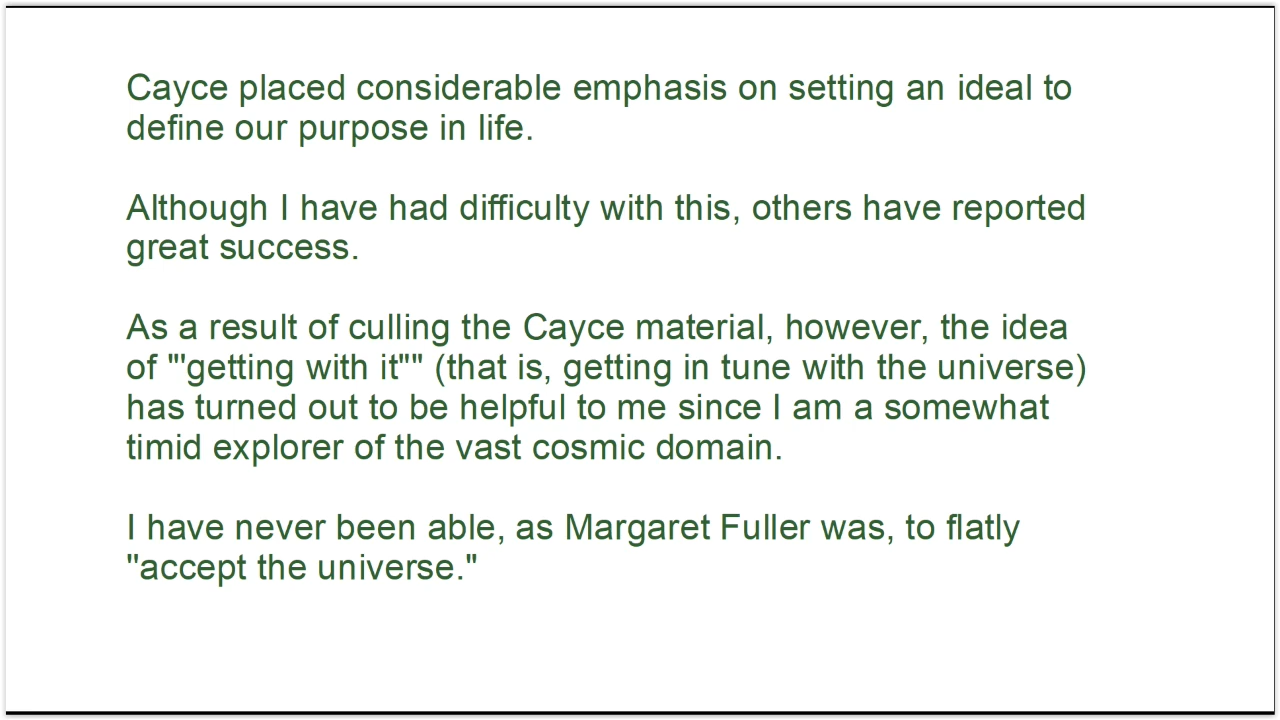 Cayce placed considerable emphasis on setting an ideal to
define our purpose in life.
Although I have had difficulty with this, others have reported
great success.
As a result of culling the Cayce material, however, the idea
of "'getting with it"" (that is, getting in tune with the universe)
has turned out to be helpful to me since I am a somewhat
timid explorer of the vast cosmic domain.
I have never been able, as Margaret Fuller was, to flatly
"accept the universe."